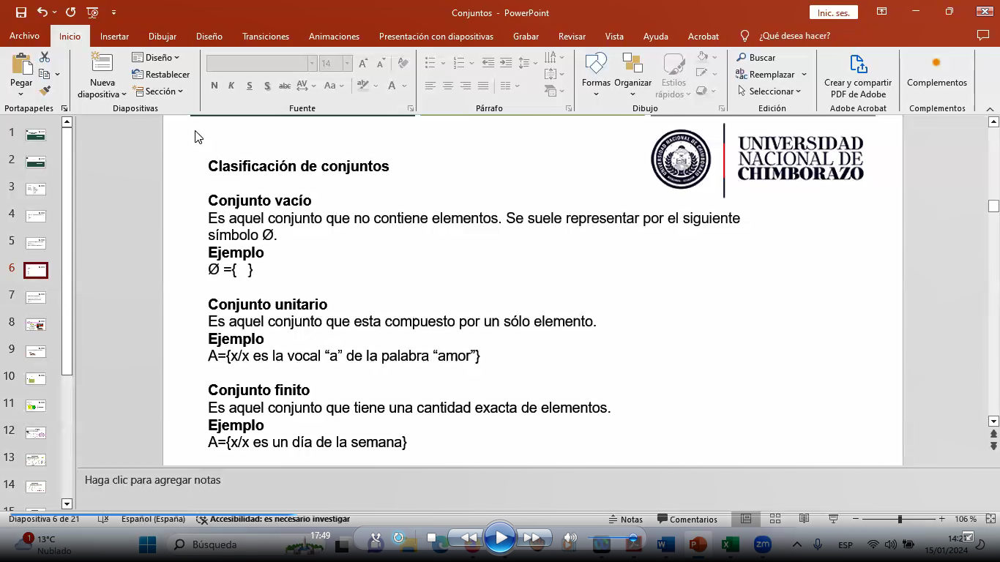 Conjuntos - PowerPoint
Inic. ses.
Archivo Inicio Insertar Dibujar Diseño Transiciones Animaciones Presentación con diapositivas Grabar Revisar Vista Ayuda Acrobat ¿Qué desea hacer?
Pegar
Portapapeles
Nueva diapositiva
Diseño
Restablecer
Sección
Diapositivas
14
N K S S abc AV Aa A
Fuente
Párrafo
Formas
Organizar
Estilos rápidos
Dibujo
Buscar
Reemplazar
Seleccionar
Edición
Crear y compartir PDF de Adobe
Adobe Acrobat
Complementos
Complementos
1
2
3
4
5
6
7
8
9
10
11
12
13
14
UNIVERSIDAD
NACIONAL DE
CHIMBORAZO
Clasificación de conjuntos
Conjunto vacío
Es aquel conjunto que no contiene elementos. Se suele representar por el siguiente
símbolo Ø.
Ejemplo
Ø ={ }
Conjunto unitario
Es aquel conjunto que esta compuesto por un sólo elemento.
Ejemplo
A={x/x es la vocal “a” de la palabra “amor”}
Conjunto finito
Es aquel conjunto que tiene una cantidad exacta de elementos.
Ejemplo
A={x/x es un día de la semana}
Haga clic para agregar notas
Diapositiva 6 de 21 Español (España) Accesibilidad: es necesario investigar Notas Comentarios 106 %
1
13°C
Nublado
Búsqueda
17:49
ESP
15/01/2024